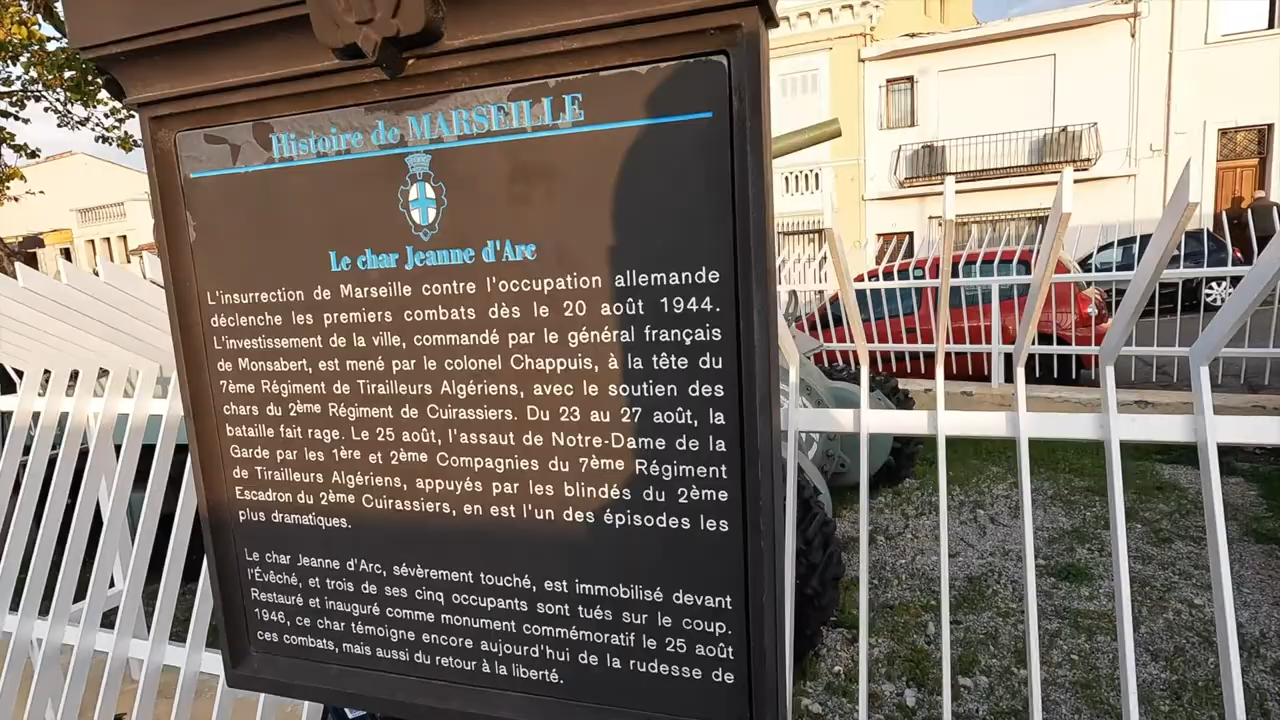 Histoire de MARSEILLE
Le char Jeanne d'Arc
L'insurrection de Marseille contre l'occupation allemande
déclenche les premiers combats dès le 20 août 1944.
L'investissement de la ville, commandé par le général français
de Monsabert, est mené par le colonel Chappuis, à la tête du
7ème Régiment de Tirailleurs Algériens, avec le soutien des
chars du 2ème Régiment de Cuirassiers. Du 23 au 27 août, la
bataille fait rage. Le 25 août, l'assaut de Notre-Dame de la
Garde par les 1ère et 2ème Compagnies du 7ème Régiment
de Tirailleurs Algériens, appuyés par les blindés du 2ème
Escadron du 2ème Cuirassiers, en est l'un des épisodes les
plus dramatiques.
Le char Jeanne d'Arc, sévèrement touché, est immobilisé devant
l'Évêché, et trois de ses cinq occupants sont tués sur le coup.
Restauré et inauguré comme monument commémoratif le 25 août
1946, ce char témoigne encore aujourd'hui de la rudesse de
ces combats, mais aussi du retour à la liberté.